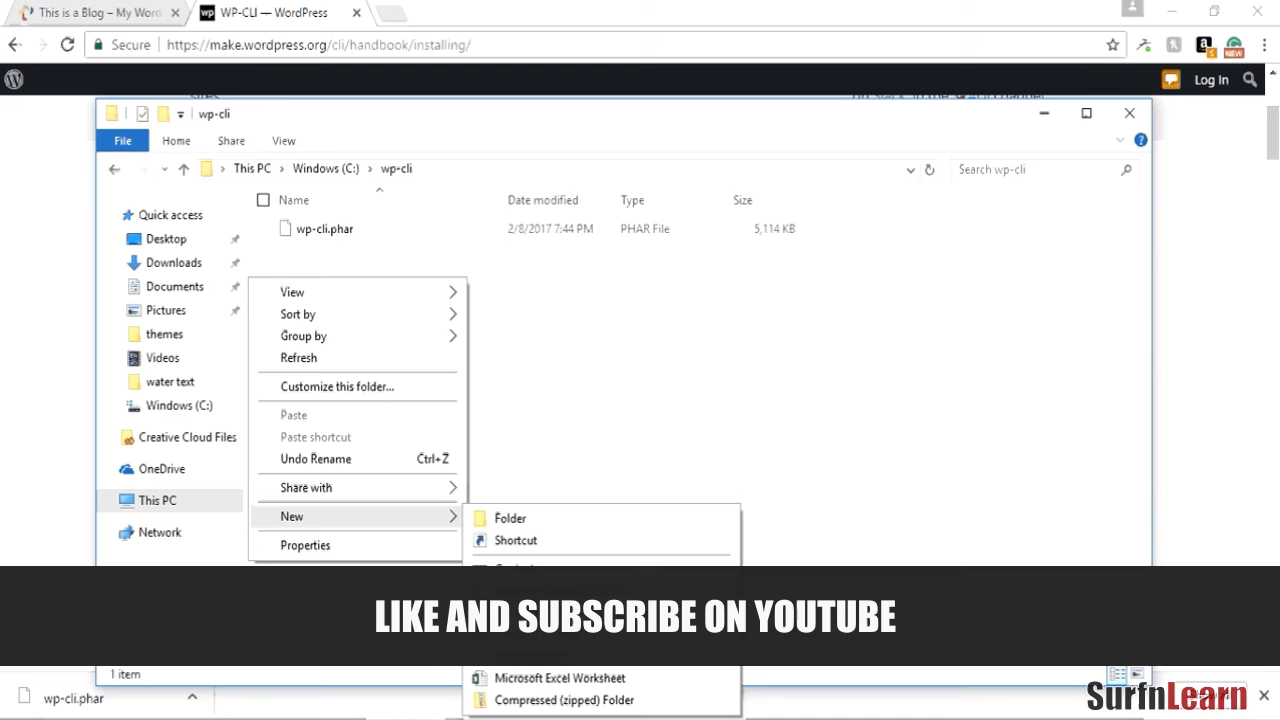 This is a Blog – My Wor
WP-CLI — WordPress
Secure
https://make.wordpress.org/cli/handbook/installing/
NEW
Log In
wp-cli
File
Home
Share
View
This PC
Windows (C:)
wp-cli
Search wp-cli
Name
Date modified
Type
Size
wp-cli.phar
2/8/2017 7:44 PM
PHAR File
5,114 KB
Quick access
Desktop
Downloads
Documents
Pictures
themes
Videos
water text
Windows (C:)
Creative Cloud Files
OneDrive
This PC
Network
View
Sort by
Group by
Refresh
Customize this folder...
Paste
Paste shortcut
Undo Rename Ctrl+Z
Share with
New
Properties
Folder
Shortcut
LIKE AND SUBSCRIBE ON YOUTUBE
Microsoft Excel Worksheet
Compressed (zipped) Folder
1 item
wp-cli.phar
SurfnLearn